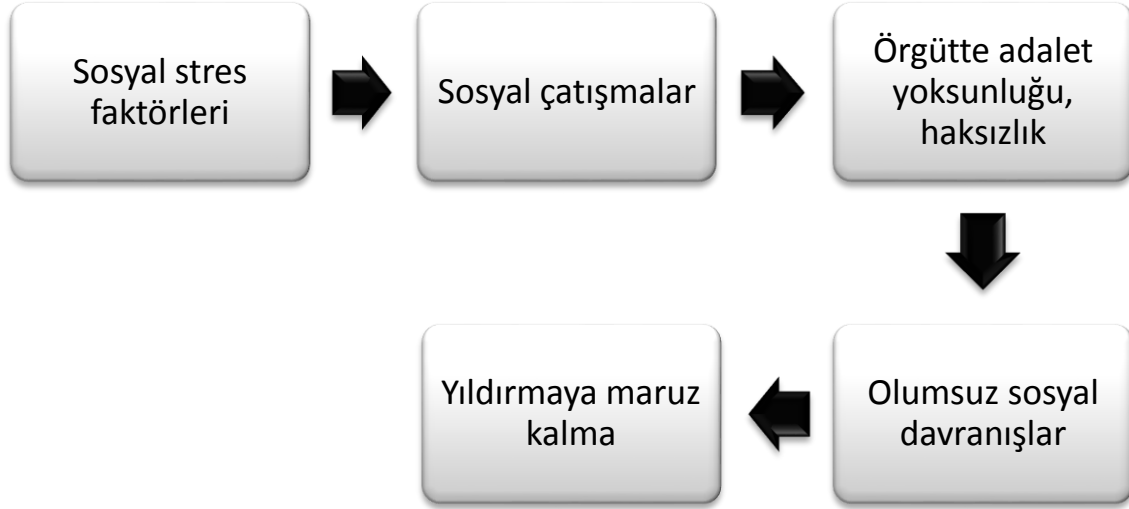 Sosyal stres
faktörleri
Sosyal çatışmalar
Örgütte adalet
yoksunluğu,
haksızlık
Olumsuz sosyal
davranışlar
Yıldırmaya maruz
kalma